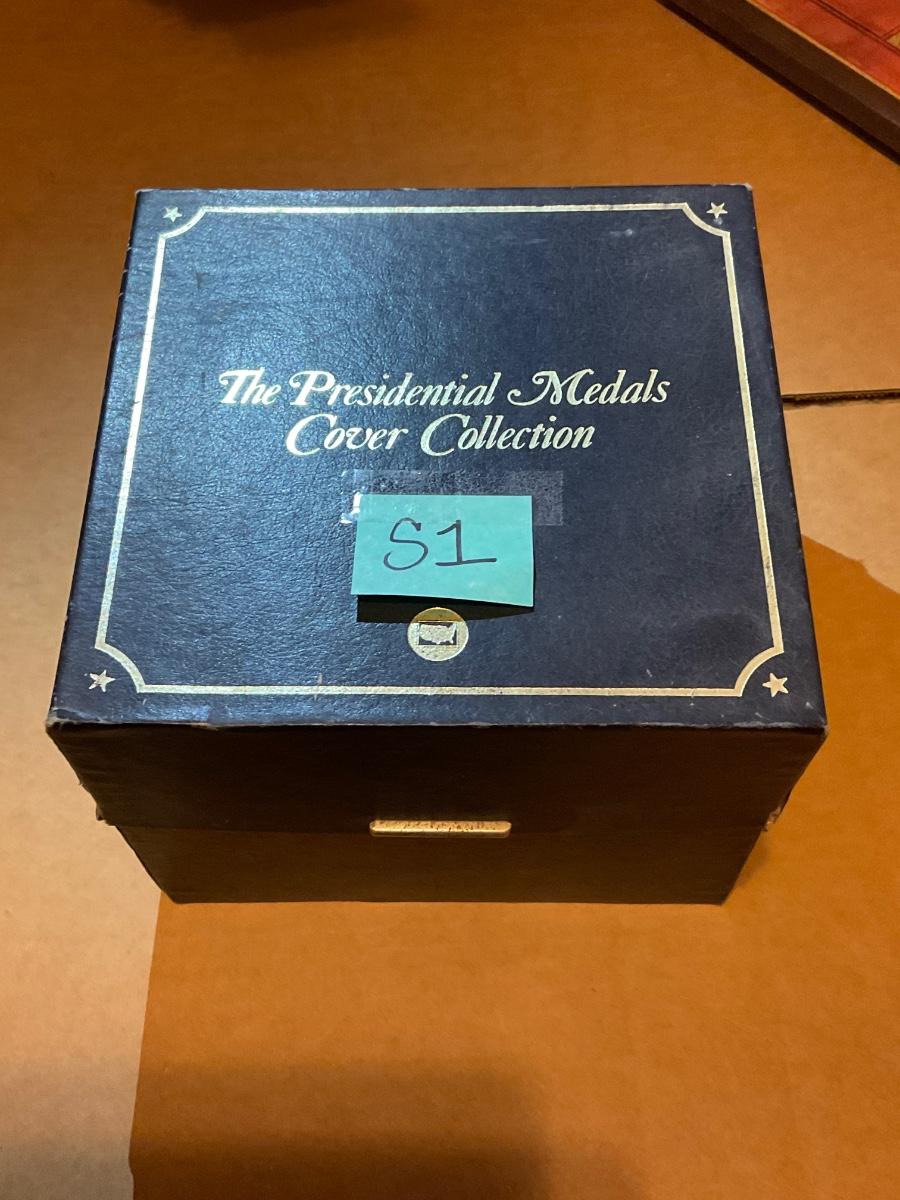 The Presidential Medals
Cover Collection
S1